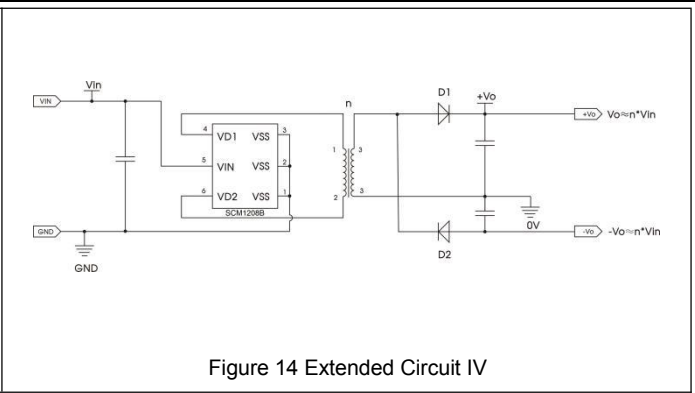 Vin
VIN
n
D1
+Vo
+Vo
Vo≈n*Vin
4
VD1 VSS
3
1
3
5
VIN VSS
2
6
VD2 VSS
1
2
3
SCM1208B
GND
GND
0V
-Vo
-Vo≈n*Vin
D2
Figure 14 Extended Circuit IV